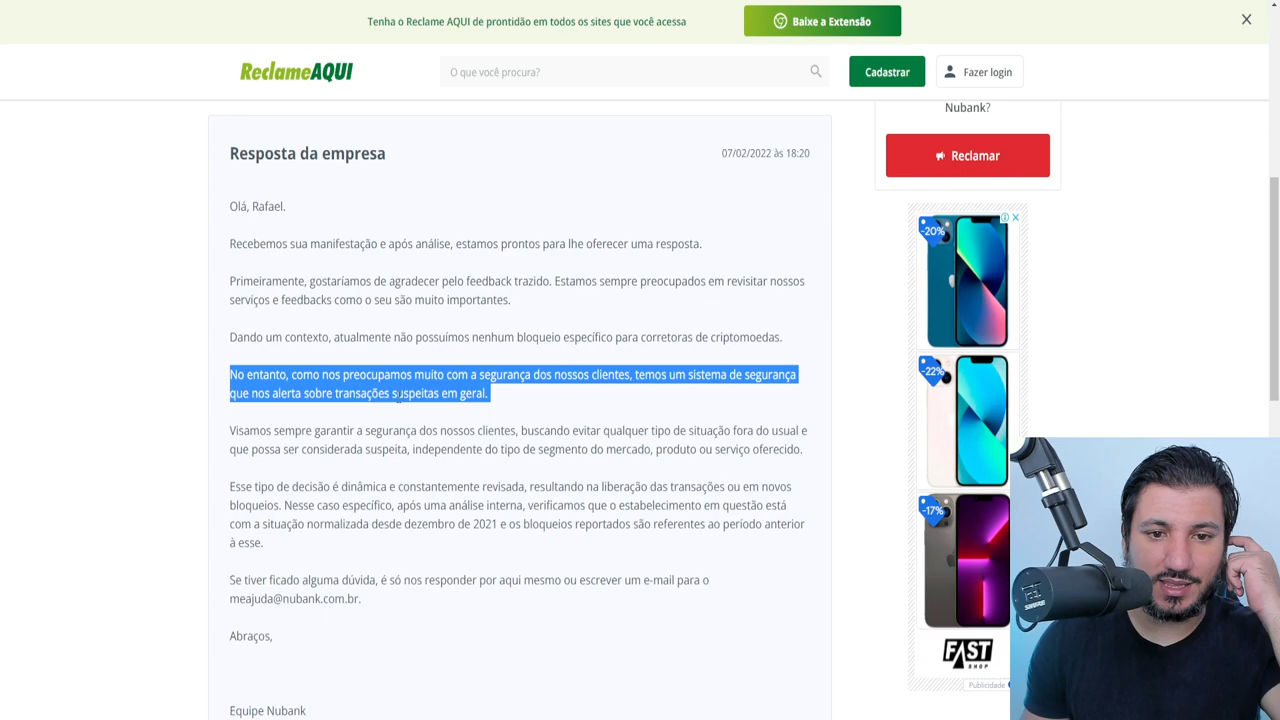 Tenha o Reclame AQUI de prontidão em todos os sites que você acessa
Baixe a Extensão
ReclameAQUI
O que você procura?
Cadastrar
Fazer login
Nubank?
Reclamar
Resposta da empresa
07/02/2022 às 18:20
Olá, Rafael.
Recebemos sua manifestação e após análise, estamos prontos para lhe oferecer uma resposta.
Primeiramente, gostaríamos de agradecer pelo feedback trazido. Estamos sempre preocupados em revisitar nossos
serviços e feedbacks como o seu são muito importantes.
Dando um contexto, atualmente não possuímos nenhum bloqueio específico para corretoras de criptomoedas.
No entanto, como nos preocupamos muito com a segurança dos nossos clientes, temos um sistema de segurança
que nos alerta sobre transações suspeitas em geral.
Visamos sempre garantir a segurança dos nossos clientes, buscando evitar qualquer tipo de situação fora do usual e
que possa ser considerada suspeita, independente do tipo de segmento do mercado, produto ou serviço oferecido.
Esse tipo de decisão é dinâmica e constantemente revisada, resultando na liberação das transações ou em novos
bloqueios. Nesse caso específico, após uma análise interna, verificamos que o estabelecimento em questão está
com a situação normalizada desde dezembro de 2021 e os bloqueios reportados são referentes ao período anterior
à esse.
Se tiver ficado alguma dúvida, é só nos responder por aqui mesmo ou escrever um e-mail para o
meajuda@nubank.com.br.
Abraços,
Equipe Nubank
-20%
-22%
-17%
FAST
SHOP
Publicidade
SHURE